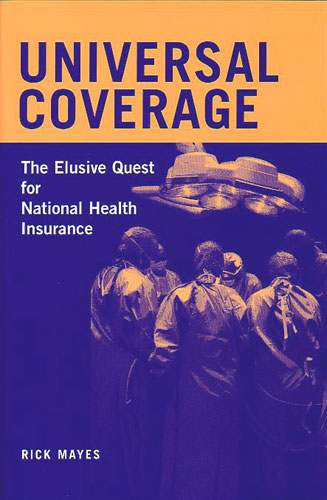 UNIVERSAL
COVERAGE
The Elusive Quest
for
National Health
Insurance
RICK MAYES